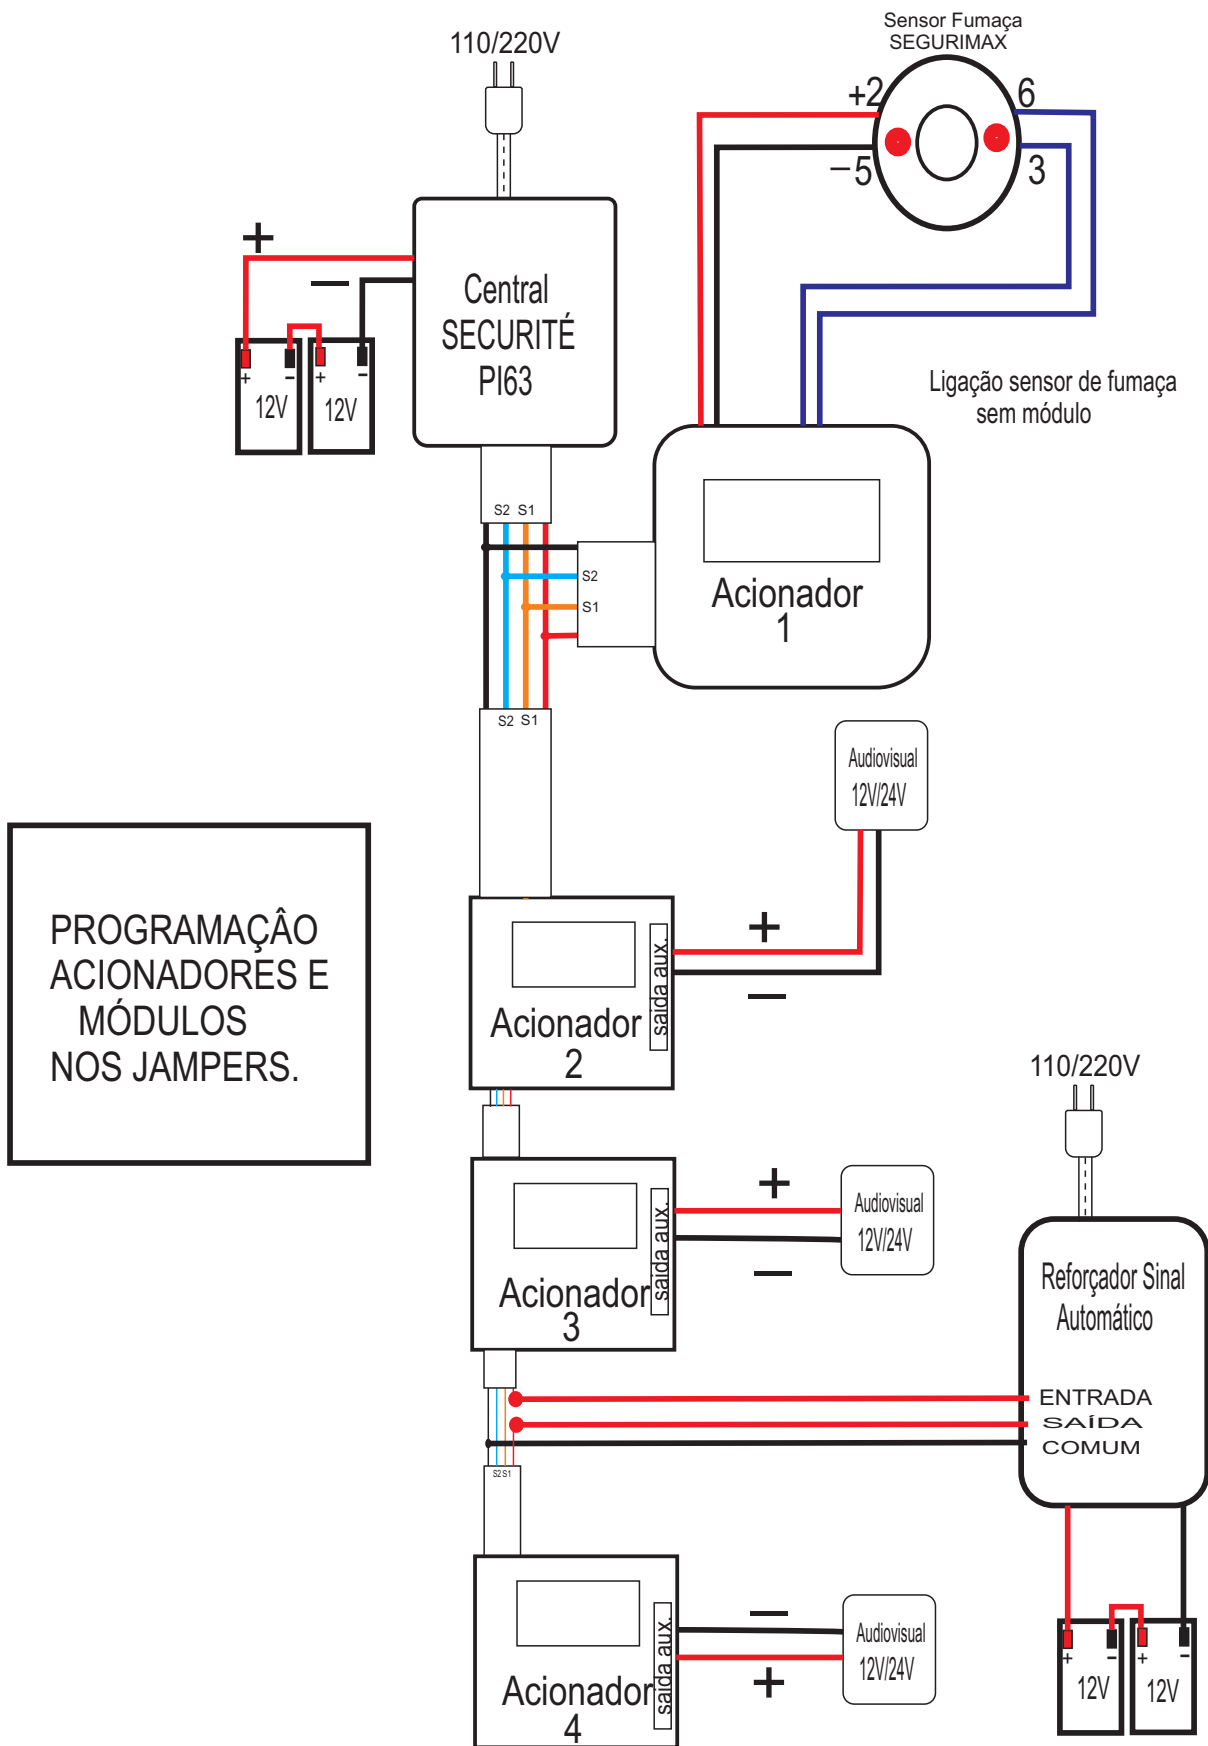 Sensor Fumaça
SEGURIMAX
110/220V
+2
6
−5
3
+
−
Central
SECURITÉ
PI63
+
−
+
−
12V
12V
Ligação sensor de fumaça
sem módulo
S2 S1
S2
S1
Acionador
1
S2 S1
Audiovisual
12V/24V
PROGRAMAÇÂO
ACIONADORES E
MÓDULOS
NOS JAMPERS.
+
−
saida aux.
Acionador
2
110/220V
+
−
Audiovisual
12V/24V
saida aux.
Acionador
3
Reforçador Sinal
Automático
ENTRADA
SAÍDA
COMUM
S2 S1
−
+
Audiovisual
12V/24V
saida aux.
Acionador
4
+
−
+
−
12V
12V